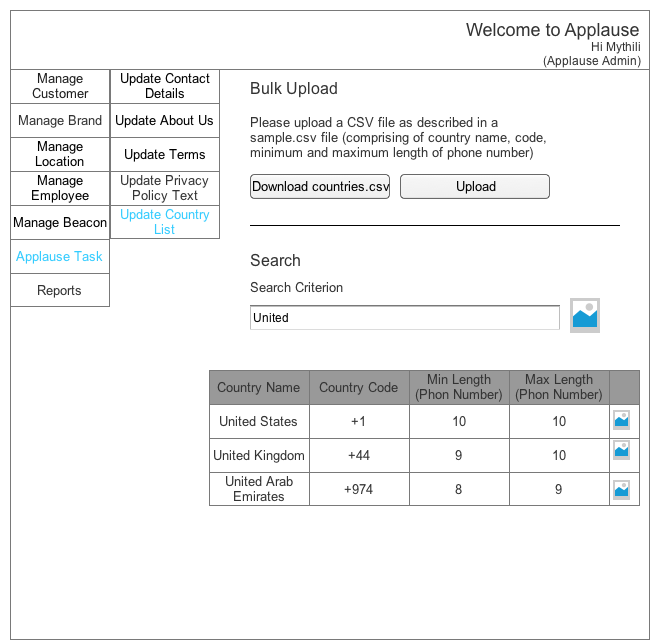 Welcome to Applause
Hi Mythili
(Applause Admin)
Manage
Customer
Manage Brand
Manage
Location
Manage
Employee
Manage Beacon
Applause Task
Reports
Update Contact
Details
Update About Us
Update Terms
Update Privacy
Policy Text
Update Country
List
Bulk Upload
Please upload a CSV file as described in a
sample.csv file (comprising of country name, code,
minimum and maximum length of phone number)
Download countries.csv
Upload
Search
Search Criterion
United
Country Name
Country Code
Min Length
(Phon Number)
Max Length
(Phon Number)
United States
+1
10
10
United Kingdom
+44
9
10
United Arab
Emirates
+974
8
9